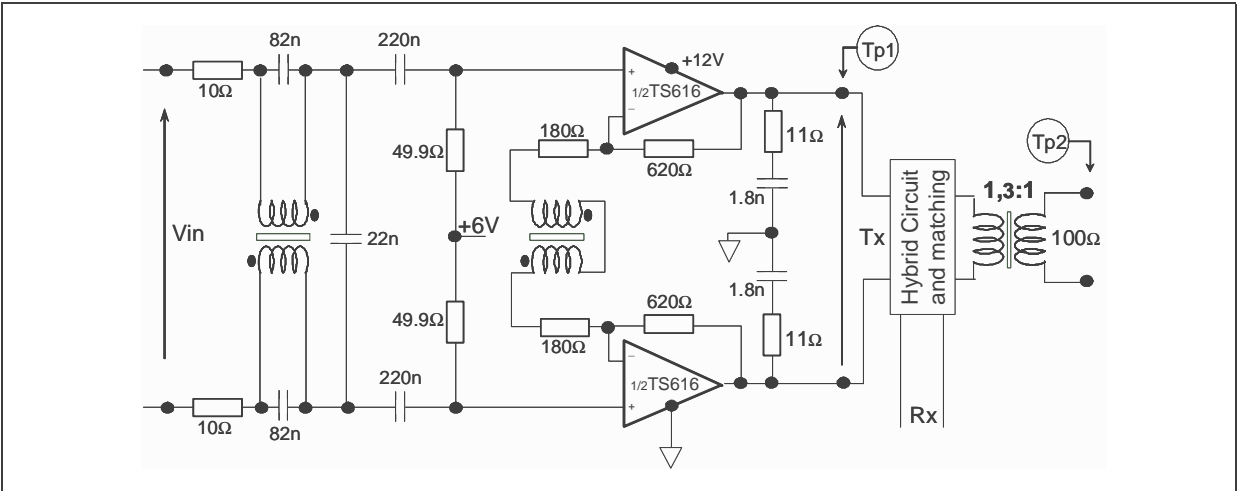 82n
220n
10Ω
+12V
1/2TS616
+
_
Tp1
180Ω
620Ω
11Ω
1.8n
49.9Ω
Vin
22n
+6V
Tx
Hybrid Circuit
and matching
1,3:1
Tp2
100Ω
1.8n
49.9Ω
620Ω
180Ω
11Ω
_
1/2TS616
+
220n
10Ω
82n
Rx